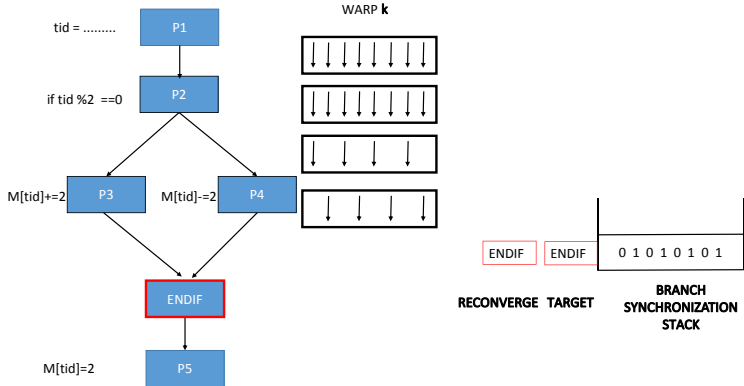 WARP k
tid = .........
P1
P2
if tid %2 ==0
M[tid]+=2
P3
M[tid]-=2
P4
ENDIF
ENDIF
0 1 0 1 0 1 0 1
RECONVERGE
TARGET
BRANCH
SYNCHRONIZATION
STACK
ENDIF
P5
M[tid]=2